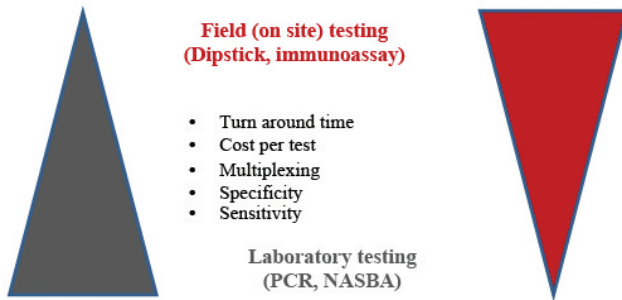 Field (on site) testing
(Dipstick, immunoassay)
• Turn around time
• Cost per test
• Multiplexing
• Specificity
• Sensitivity
Laboratory testing
(PCR, NASBA)